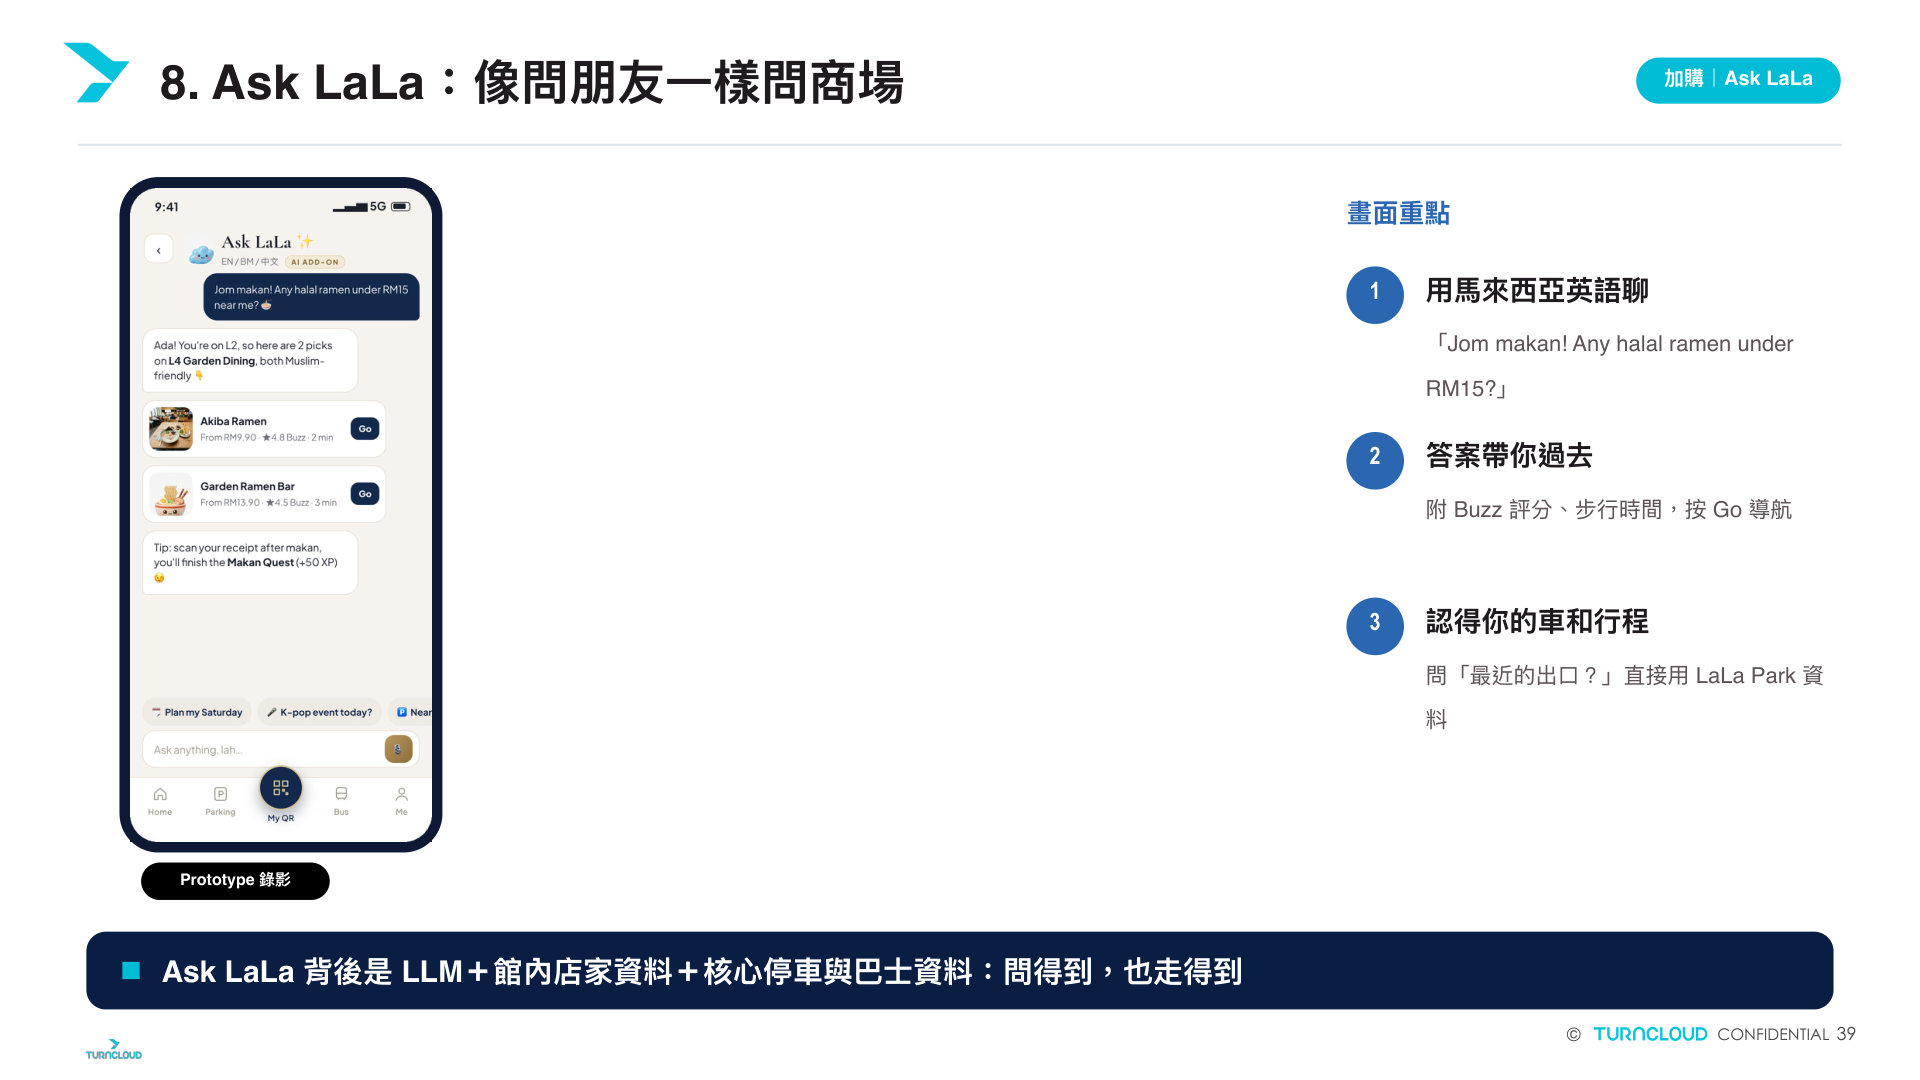 8. Ask LaLa：像問朋友一樣問商場
加購｜Ask LaLa
9:41
5G
Ask LaLa
EN / BM / 中文 AI ADD-ON
Jom makan! Any halal ramen under RM15
near me?
Ada! You're on L2, so here are 2 picks
on L4 Garden Dining, both Muslim-
friendly
Akiba Ramen
From RM9.90 · ★4.8 Buzz · 2 min
Go
Garden Ramen Bar
From RM13.90 · ★4.5 Buzz · 3 min
Go
Tip: scan your receipt after makan,
you'll finish the Makan Quest (+50 XP)
Plan my Saturday
K-pop event today?
Near
Ask anything, lah...
Home
Parking
My QR
Bus
Me
Prototype 錄影
畫面重點
1
用馬來西亞英語聊
「Jom makan! Any halal ramen under
RM15?」
2
答案帶你過去
附 Buzz 評分、步行時間，按 Go 導航
3
認得你的車和行程
問「最近的出口？」直接用 LaLa Park 資
料
Ask LaLa 背後是 LLM＋館內店家資料＋核心停車與巴士資料：問得到，也走得到
TURNCLOUD
© TURNCLOUD CONFIDENTIAL 39